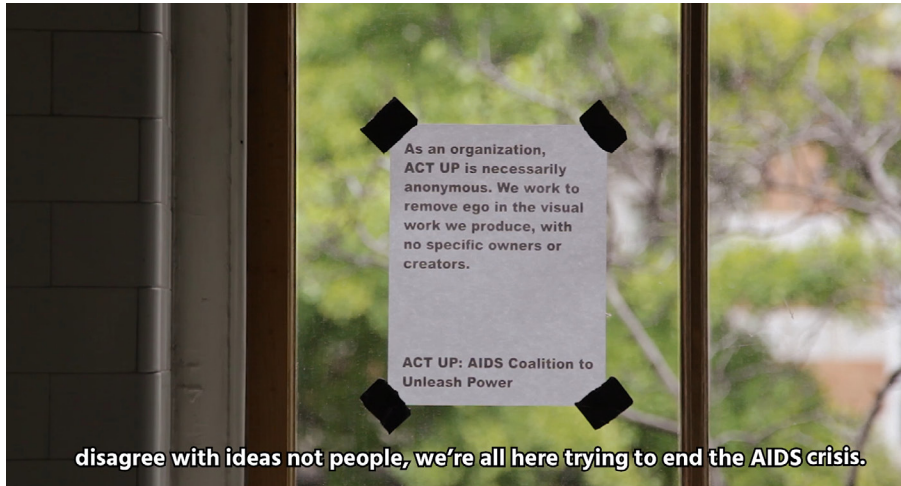 As an organization,
ACT UP is necessarily
anonymous. We work to
remove ego in the visual
work we produce, with
no specific owners or
creators.
ACT UP: AIDS Coalition to
Unleash Power
disagree with ideas not people, we're all here trying to end the AIDS crisis.